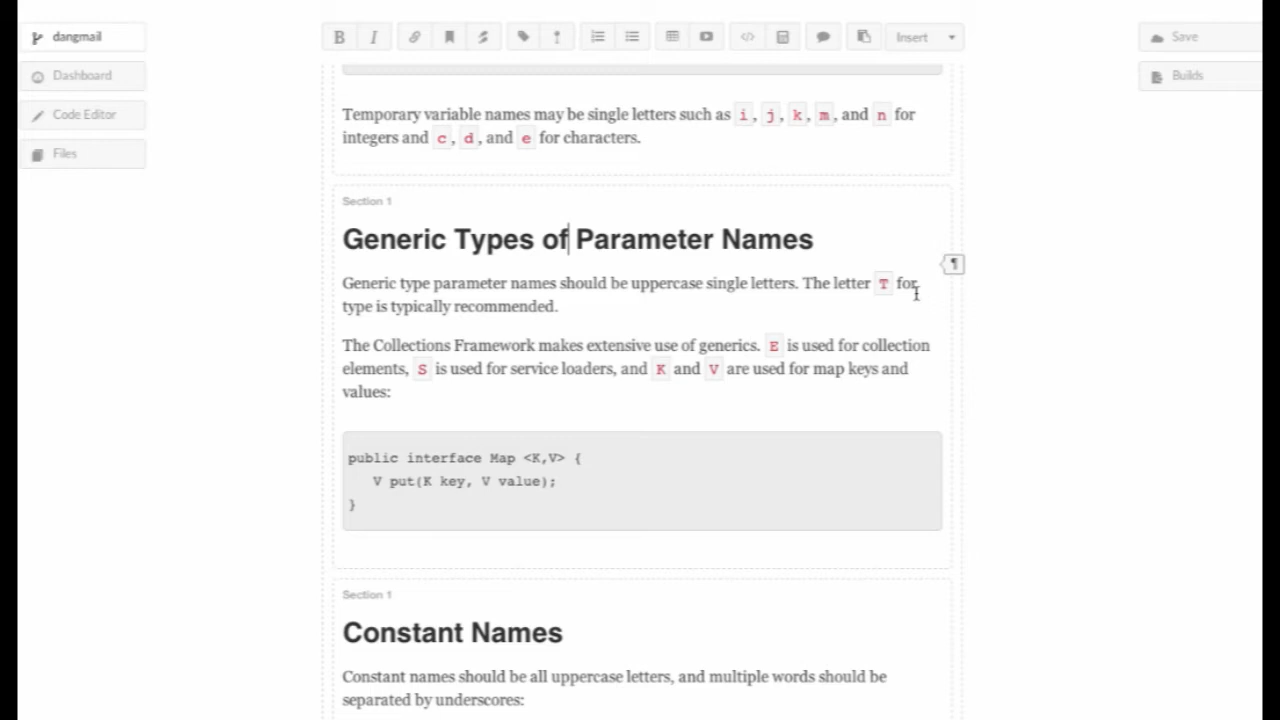 dangmail
Dashboard
Code Editor
Files
B I
Insert
Save
Builds
Temporary variable names may be single letters such as i, j, k, m, and n for
integers and c, d, and e for characters.
Section 1
Generic Types of Parameter Names
¶
Generic type parameter names should be uppercase single letters. The letter T for
type is typically recommended.
The Collections Framework makes extensive use of generics. E is used for collection
elements, S is used for service loaders, and K and V are used for map keys and
values:
public interface Map <K,V> {
   V put(K key, V value);
}
Section 1
Constant Names
Constant names should be all uppercase letters, and multiple words should be
separated by underscores: